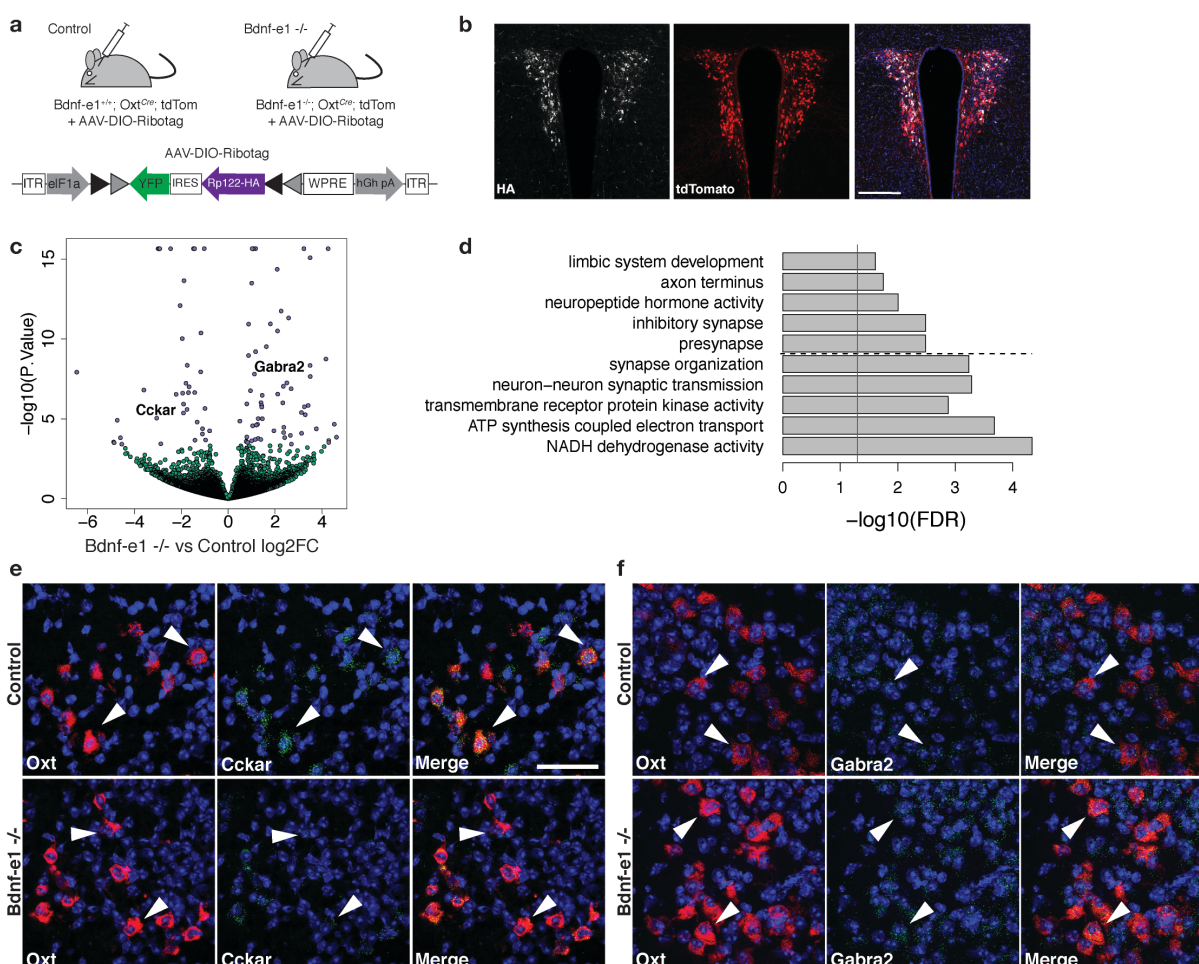 a
Control
Bdnf-e1 -/-
Bdnf-e1+/+; OxtCre; tdTom
+ AAV-DIO-Ribotag
Bdnf-e1-/-; OxtCre; tdTom
+ AAV-DIO-Ribotag
AAV-DIO-Ribotag
ITR eIF1a YFP IRES Rp122-HA WPRE hGh pA ITR
b
HA
tdTomato
c
−log10(P.Value)
15
10
5
0
Gabra2
Cckar
−6 −4 −2 0 2 4
Bdnf-e1 -/- vs Control log2FC
d
limbic system development
axon terminus
neuropeptide hormone activity
inhibitory synapse
presynapse
synapse organization
neuron−neuron synaptic transmission
transmembrane receptor protein kinase activity
ATP synthesis coupled electron transport
NADH dehydrogenase activity
0 1 2 3 4
−log10(FDR)
e
Control
Oxt
Cckar
Merge
Bdnf-e1 -/-
Oxt
Cckar
Merge
f
Control
Oxt
Gabra2
Merge
Bdnf-e1 -/-
Oxt
Gabra2
Merge